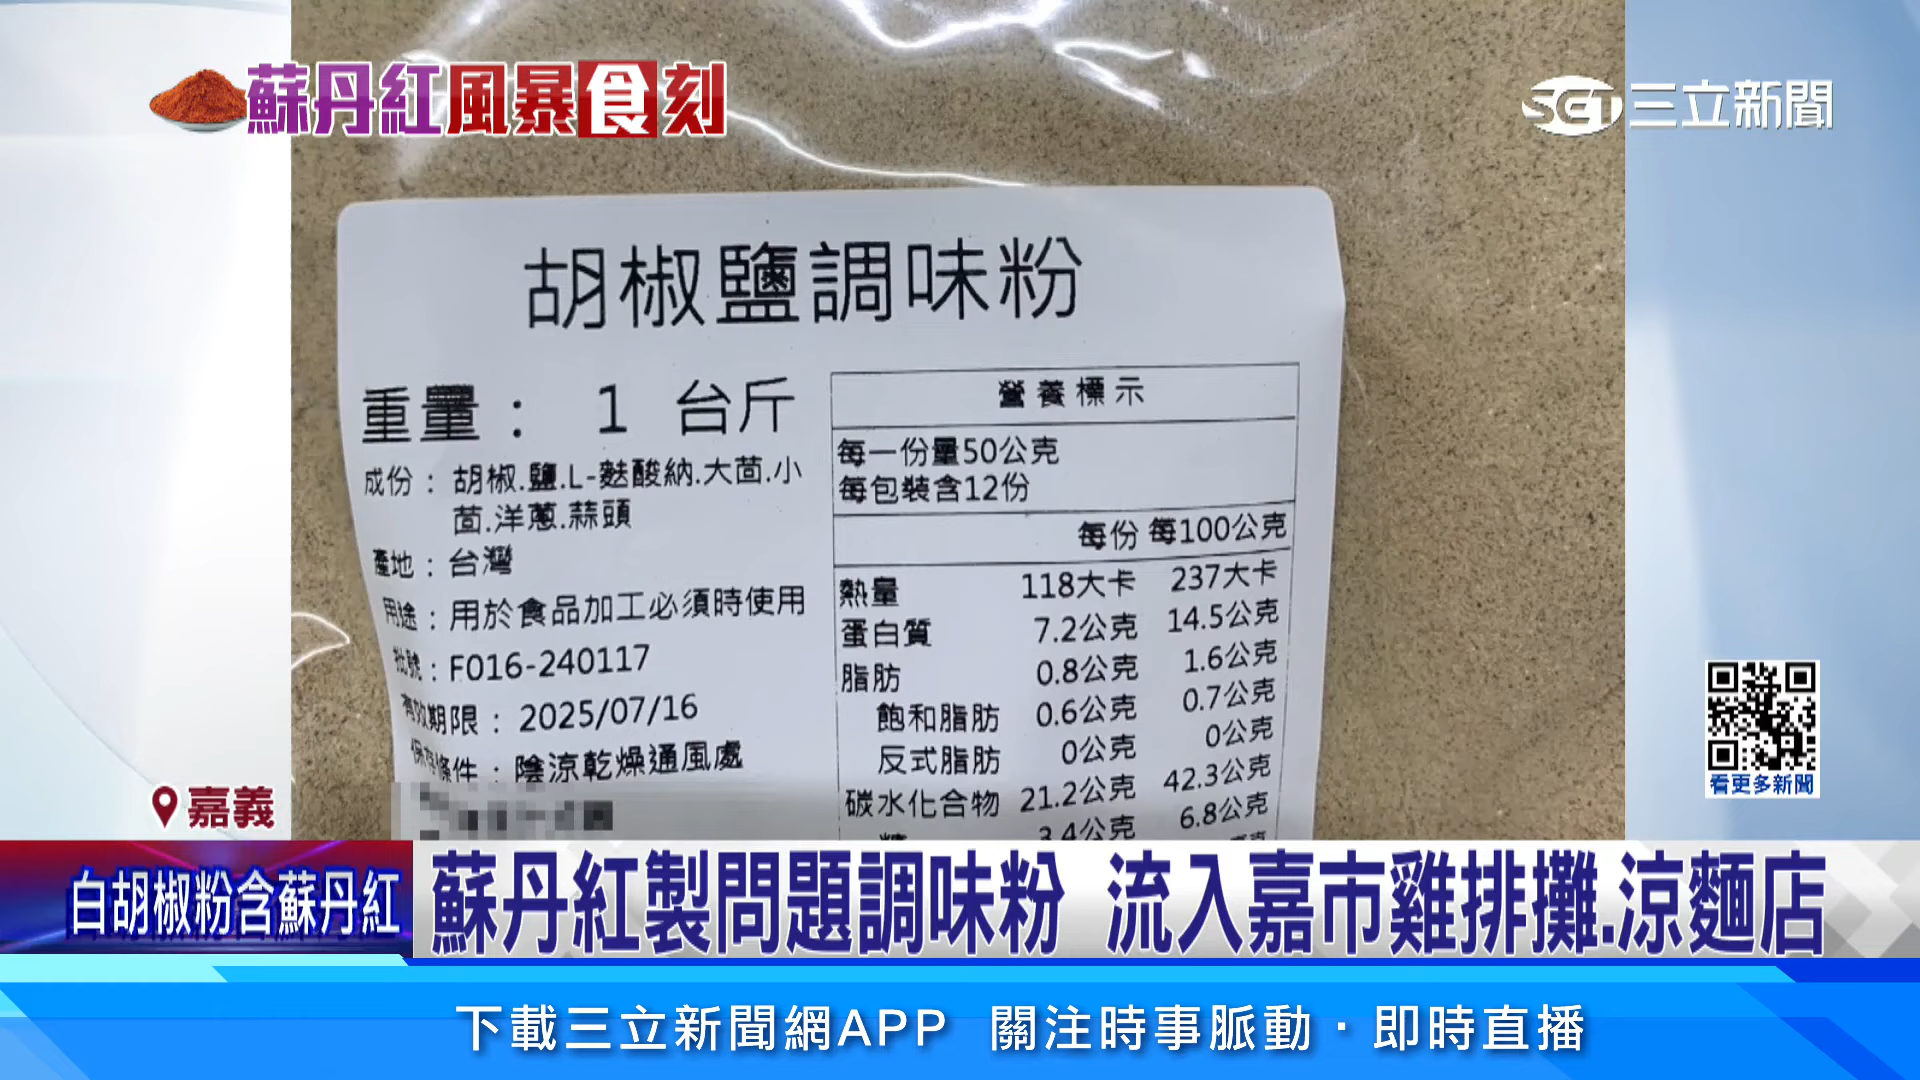 蘇丹紅風暴食刻
SET三立新聞
胡椒鹽調味粉
重量： 1 台斤
成份：胡椒.鹽.L-麩酸納.大茴.小
茴.洋蔥.蒜頭
產地：台灣
用途：用於食品加工必須時使用
批號：F016-240117
有效期限：2025/07/16
保存條件：陰涼乾燥通風處
營養標示
每一份量50公克
每包裝含12份
每份 每100公克
熱量 118大卡 237大卡
蛋白質 7.2公克 14.5公克
脂肪 0.8公克 1.6公克
飽和脂肪 0.6公克 0.7公克
反式脂肪 0公克 0公克
碳水化合物 21.2公克 42.3公克
糖 3.4公克 6.8公克
看更多新聞
嘉義
白胡椒粉含蘇丹紅
蘇丹紅製問題調味粉 流入嘉市雞排攤.涼麵店
下載三立新聞網APP 關注時事脈動·即時直播